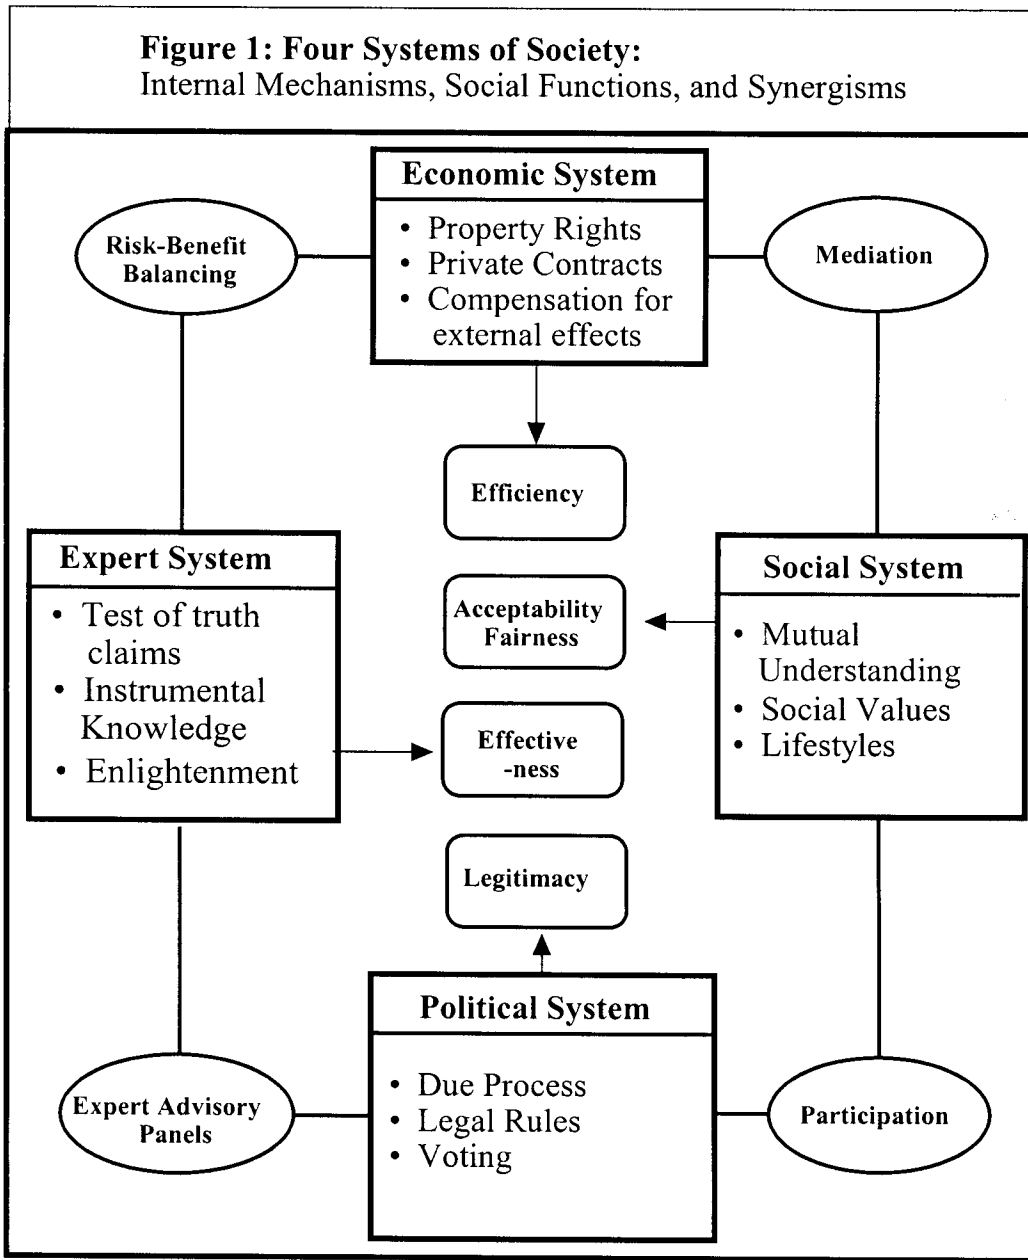 Figure 1: Four Systems of Society:
Internal Mechanisms, Social Functions, and Synergisms
Economic System
• Property Rights
• Private Contracts
• Compensation for
external effects
Risk-Benefit
Balancing
Mediation
Efficiency
Expert System
• Test of truth
claims
• Instrumental
Knowledge
• Enlightenment
Acceptability
Fairness
Social System
• Mutual
Understanding
• Social Values
• Lifestyles
Effective
-ness
Legitimacy
Political System
• Due Process
• Legal Rules
• Voting
Expert Advisory
Panels
Participation